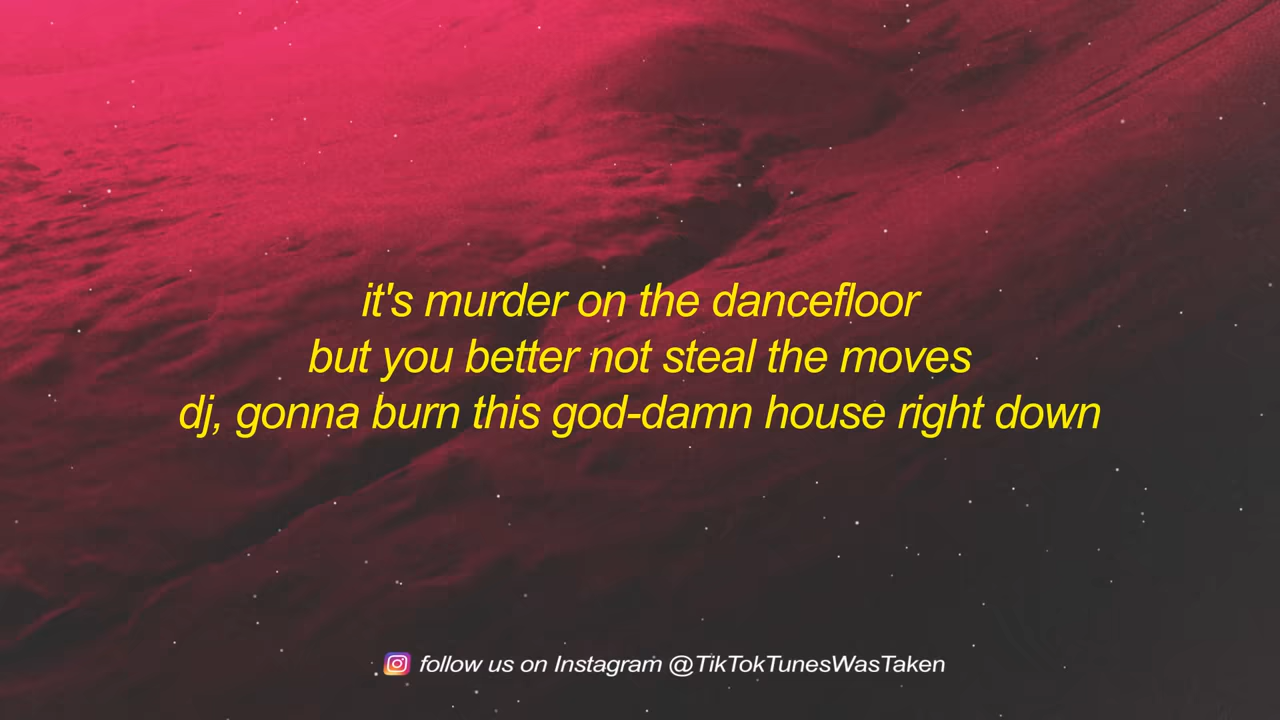 it's murder on the dancefloor
but you better not steal the moves
dj, gonna burn this god-damn house right down
follow us on Instagram @TikTokTunesWasTaken